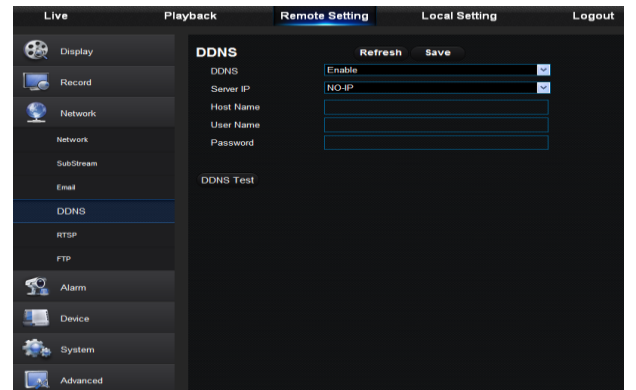 Live Playback Remote Setting Local Setting Logout
Display
Record
Network
Network
SubStream
Email
DDNS
RTSP
FTP
Alarm
Device
System
Advanced
DDNS Refresh Save
DDNS Enable
Server IP NO-IP
Host Name
User Name
Password
DDNS Test